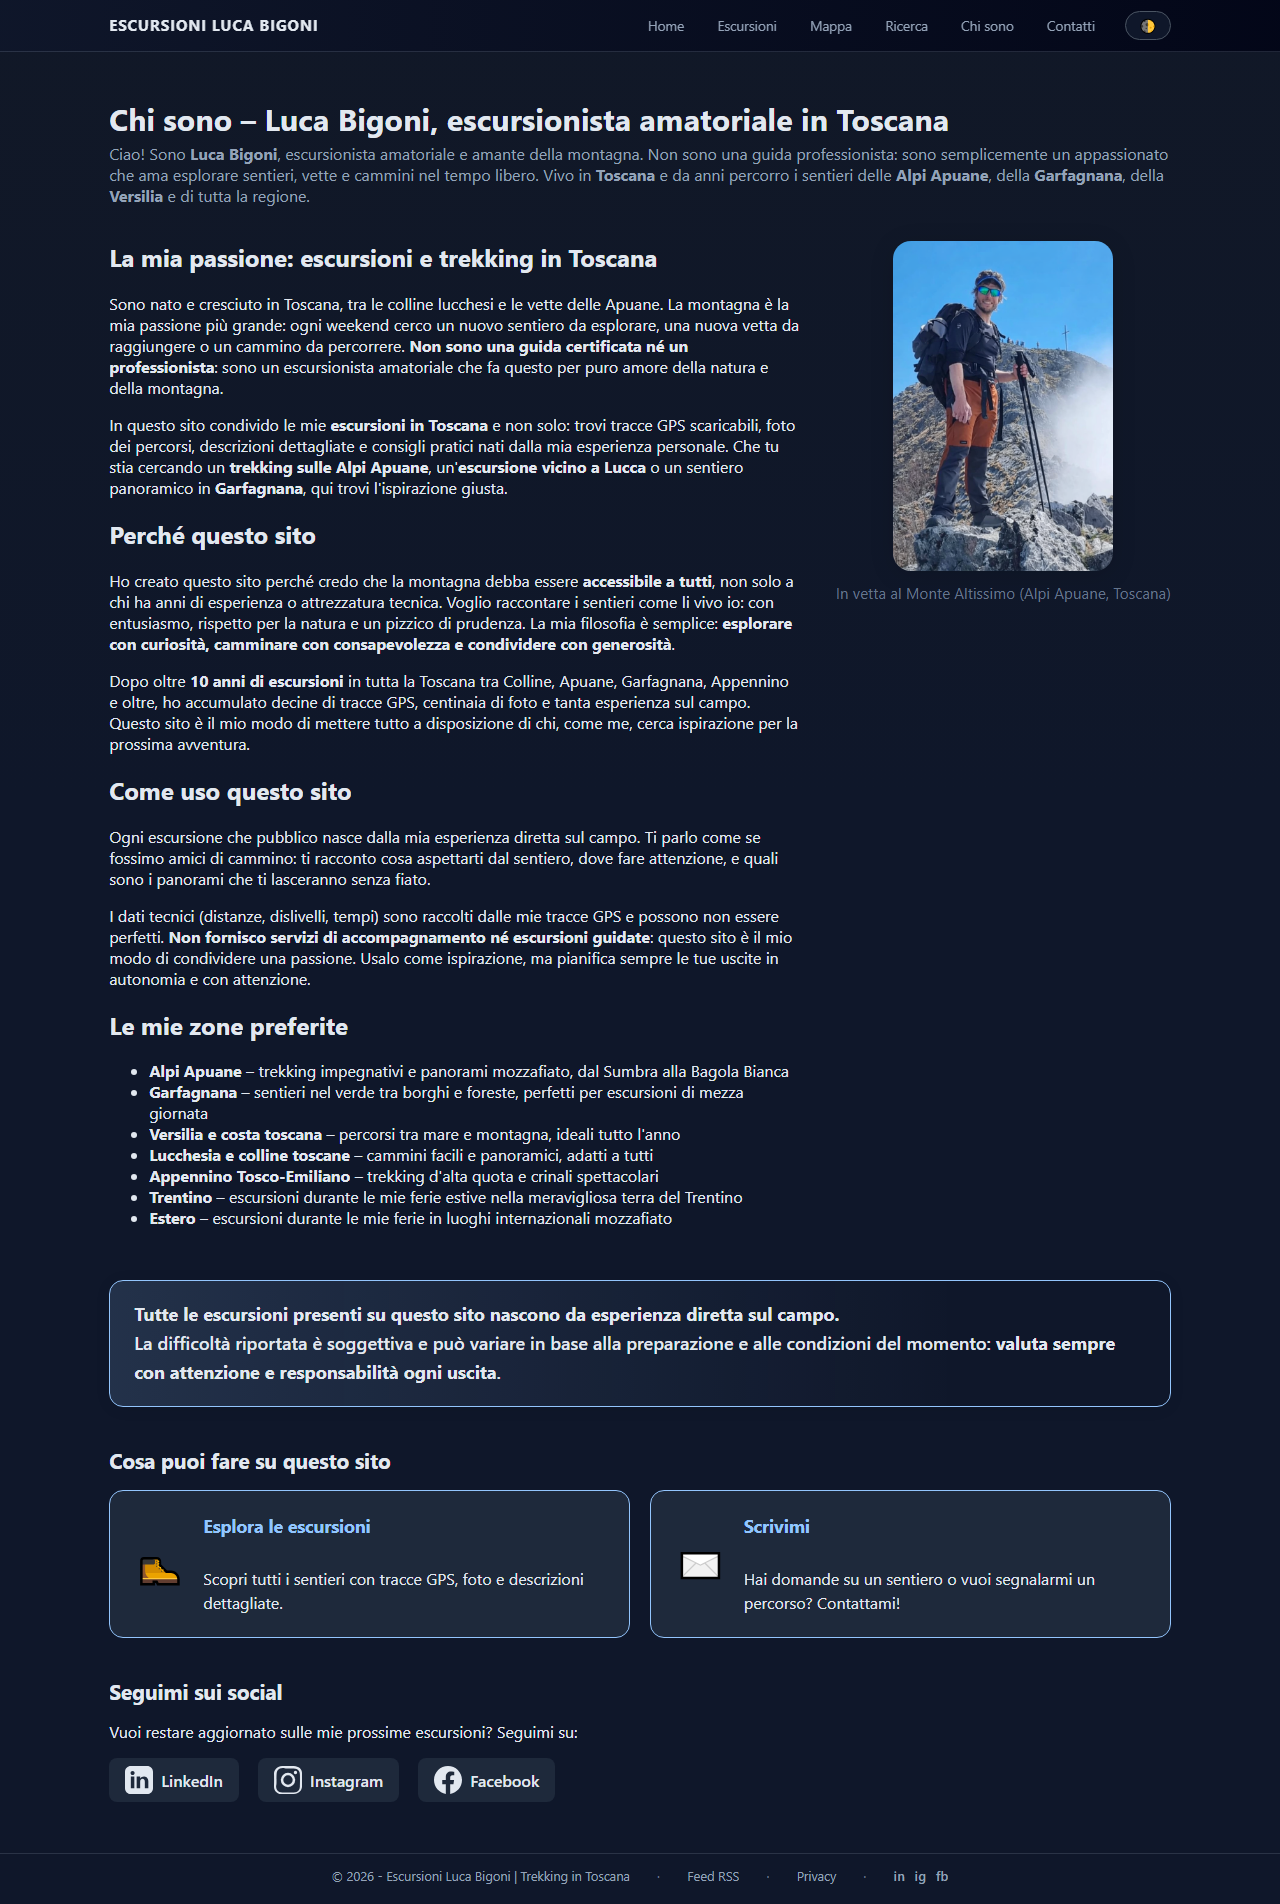 ESCURSIONI LUCA BIGONI
Home
Escursioni
Mappa
Ricerca
Chi sono
Contatti
Chi sono – Luca Bigoni, escursionista amatoriale in Toscana
Ciao! Sono Luca Bigoni, escursionista amatoriale e amante della montagna. Non sono una guida professionista: sono semplicemente un appassionato
che ama esplorare sentieri, vette e cammini nel tempo libero. Vivo in Toscana e da anni percorro i sentieri delle Alpi Apuane, della Garfagnana, della
Versilia e di tutta la regione.
La mia passione: escursioni e trekking in Toscana
Sono nato e cresciuto in Toscana, tra le colline lucchesi e le vette delle Apuane. La montagna è la
mia passione più grande: ogni weekend cerco un nuovo sentiero da esplorare, una nuova vetta da
raggiungere o un cammino da percorrere. Non sono una guida certificata né un
professionista: sono un escursionista amatoriale che fa questo per puro amore della natura e
della montagna.
In questo sito condivido le mie escursioni in Toscana e non solo: trovi tracce GPS scaricabili, foto
dei percorsi, descrizioni dettagliate e consigli pratici nati dalla mia esperienza personale. Che tu
stia cercando un trekking sulle Alpi Apuane, un'escursione vicino a Lucca o un sentiero
panoramico in Garfagnana, qui trovi l'ispirazione giusta.
In vetta al Monte Altissimo (Alpi Apuane, Toscana)
Perché questo sito
Ho creato questo sito perché credo che la montagna debba essere accessibile a tutti, non solo a
chi ha anni di esperienza o attrezzatura tecnica. Voglio raccontare i sentieri come li vivo io: con
entusiasmo, rispetto per la natura e un pizzico di prudenza. La mia filosofia è semplice: esplorare
con curiosità, camminare con consapevolezza e condividere con generosità.
Dopo oltre 10 anni di escursioni in tutta la Toscana tra Colline, Apuane, Garfagnana, Appennino
e oltre, ho accumulato decine di tracce GPS, centinaia di foto e tanta esperienza sul campo.
Questo sito è il mio modo di mettere tutto a disposizione di chi, come me, cerca ispirazione per la
prossima avventura.
Come uso questo sito
Ogni escursione che pubblico nasce dalla mia esperienza diretta sul campo. Ti parlo come se
fossimo amici di cammino: ti racconto cosa aspettarti dal sentiero, dove fare attenzione, e quali
sono i panorami che ti lasceranno senza fiato.
I dati tecnici (distanze, dislivelli, tempi) sono raccolti dalle mie tracce GPS e possono non essere
perfetti. Non fornisco servizi di accompagnamento né escursioni guidate: questo sito è il mio
modo di condividere una passione. Usalo come ispirazione, ma pianifica sempre le tue uscite in
autonomia e con attenzione.
Le mie zone preferite
• Alpi Apuane – trekking impegnativi e panorami mozzafiato, dal Sumbra alla Bagola Bianca
• Garfagnana – sentieri nel verde tra borghi e foreste, perfetti per escursioni di mezza
giornata
• Versilia e costa toscana – percorsi tra mare e montagna, ideali tutto l'anno
• Lucchesia e colline toscane – cammini facili e panoramici, adatti a tutti
• Appennino Tosco-Emiliano – trekking d'alta quota e crinali spettacolari
• Trentino – escursioni durante le mie ferie estive nella meravigliosa terra del Trentino
• Estero – escursioni durante le mie ferie in luoghi internazionali mozzafiato
Tutte le escursioni presenti su questo sito nascono da esperienza diretta sul campo.
La difficoltà riportata è soggettiva e può variare in base alla preparazione e alle condizioni del momento: valuta sempre
con attenzione e responsabilità ogni uscita.
Cosa puoi fare su questo sito
Esplora le escursioni
Scopri tutti i sentieri con tracce GPS, foto e descrizioni
dettagliate.
Scrivimi
Hai domande su un sentiero o vuoi segnalarmi un
percorso? Contattami!
Seguimi sui social
Vuoi restare aggiornato sulle mie prossime escursioni? Seguimi su:
LinkedIn
Instagram
Facebook
© 2026 - Escursioni Luca Bigoni | Trekking in Toscana · Feed RSS · Privacy · in ig fb